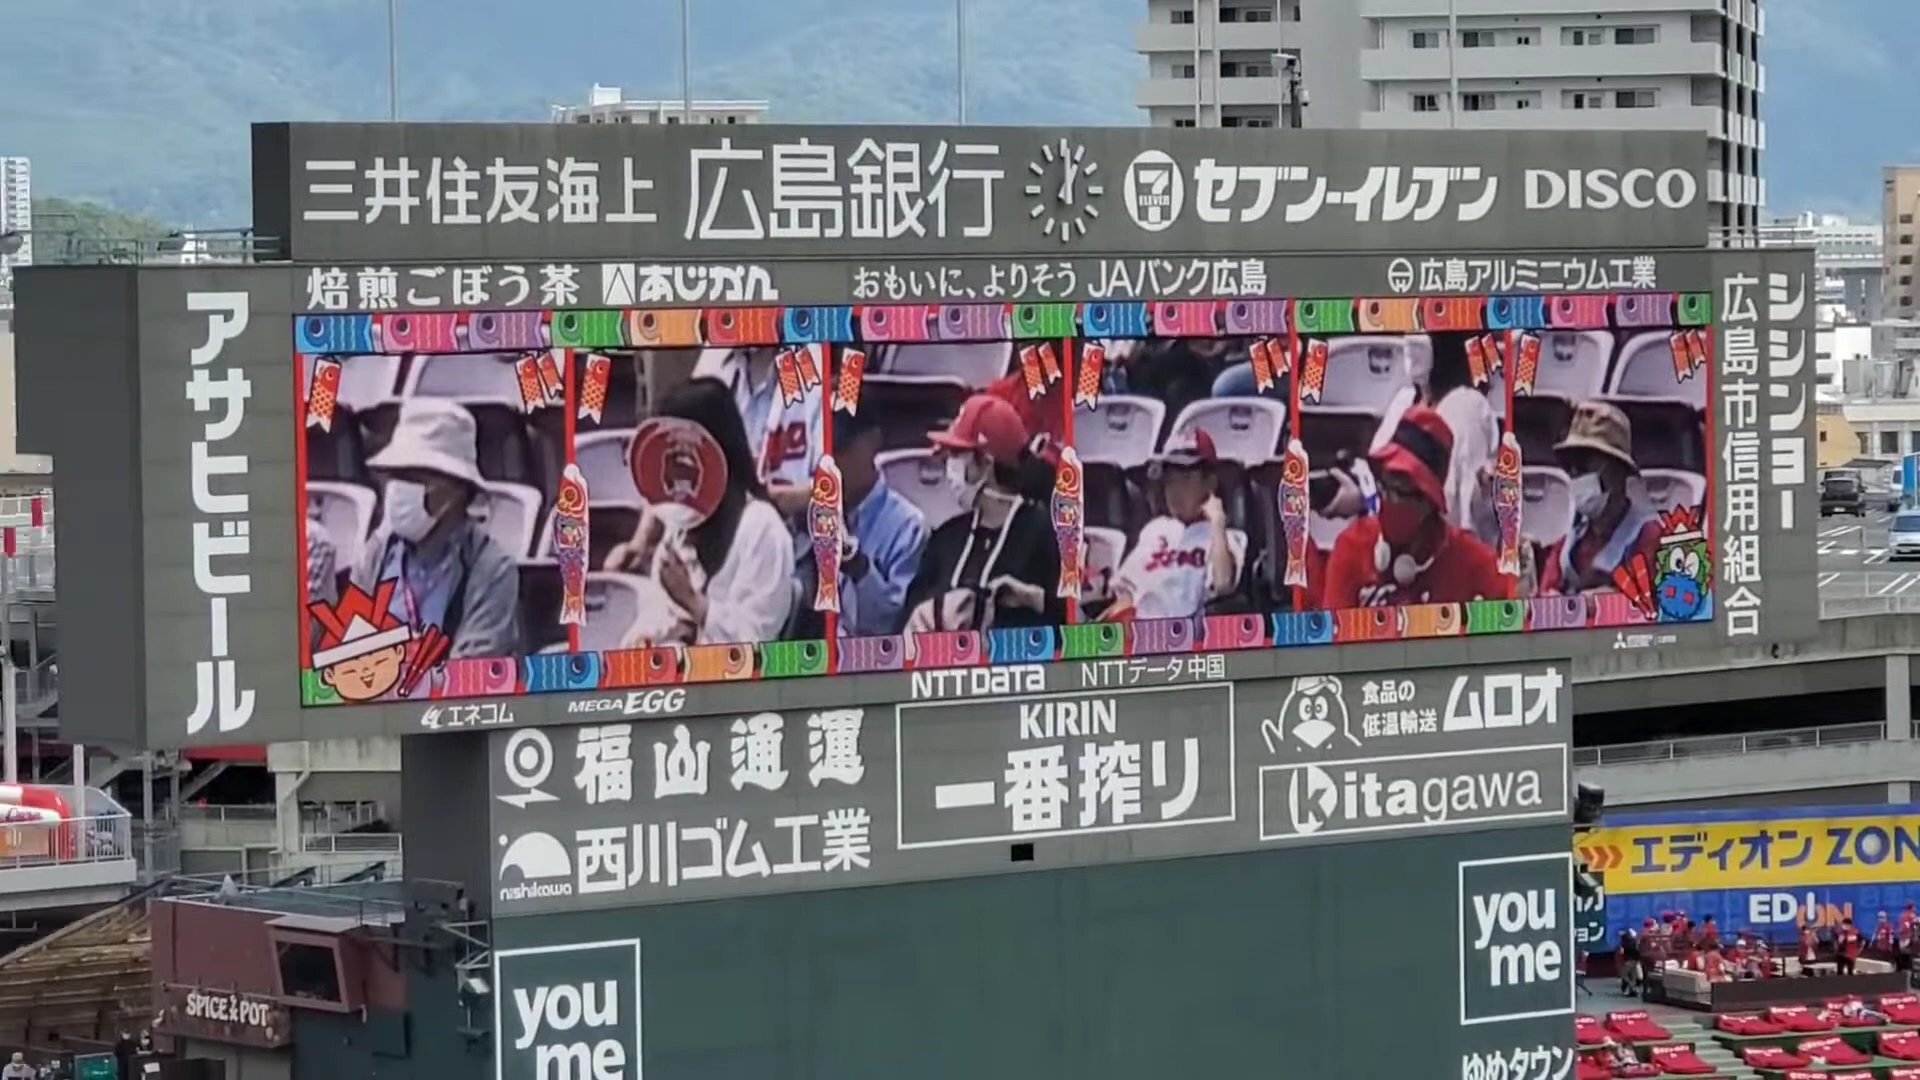 三井住友海上 広島銀行 7 ELEVEN セブン-イレブン DISCO
焙煎ごぼう茶 あじかん おもいに、よりそう JAバンク広島 広島アルミニウム工業
アサヒビール
シシンヨー
広島市信用組合
エネコム MEGA EGG NTT DATA NTTデータ中国
福山通運
KIRIN
一番搾り
食品の
低温輸送 ムロオ
Kitagawa
nishikawa 西川ゴム工業
エディオン ZON
EDION
you
me
you
me
ゆめタウン
SPICE & POT